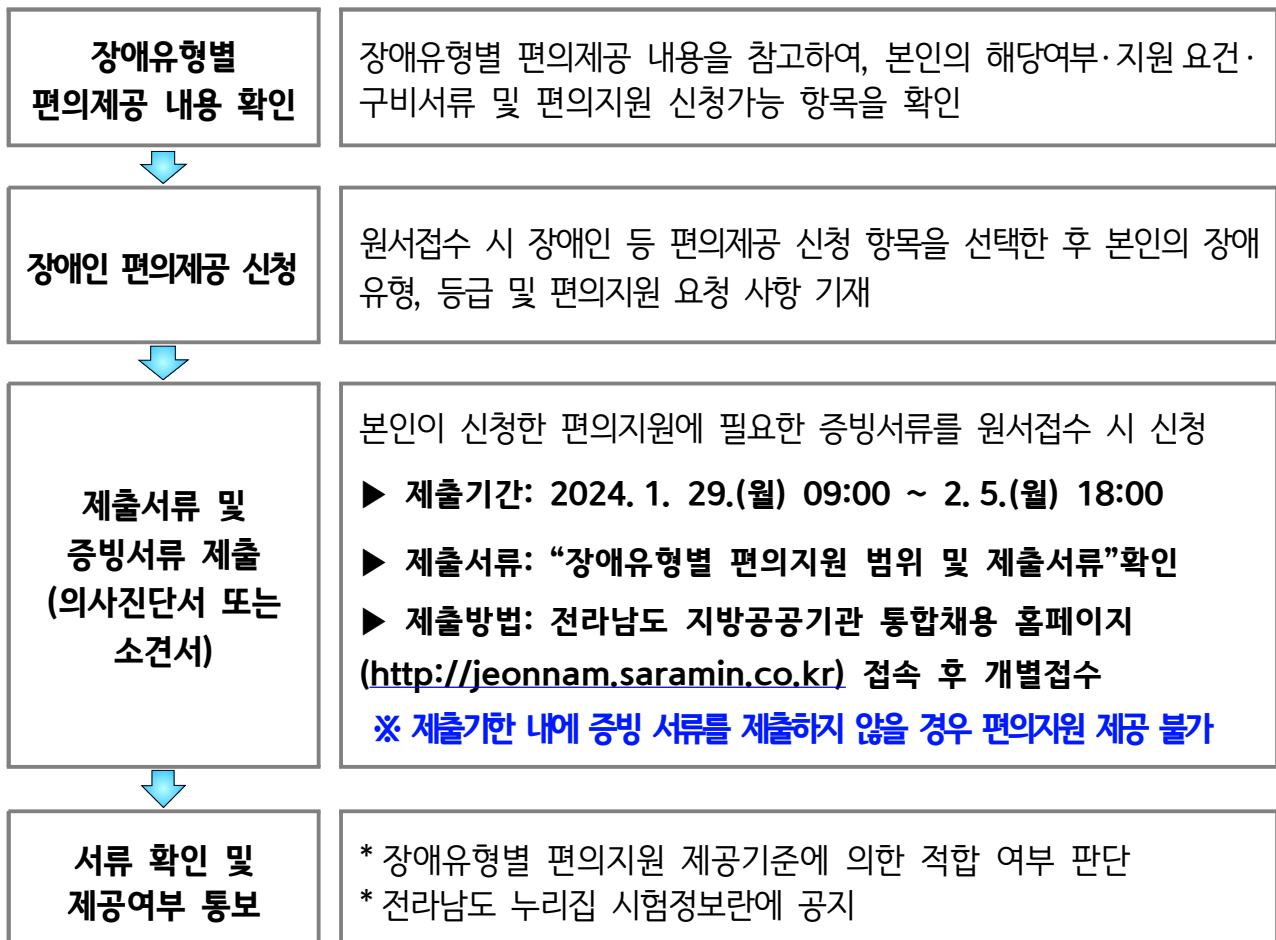 장애유형별
편의제공 내용 확인
장애유형별 편의제공 내용을 참고하여, 본인의 해당여부·지원 요건·
구비서류 및 편의지원 신청가능 항목을 확인
장애인 편의제공 신청
원서접수 시 장애인 등 편의제공 신청 항목을 선택한 후 본인의 장애
유형, 등급 및 편의지원 요청 사항 기재
제출서류 및
증빙서류 제출
(의사진단서 또는
소견서)
본인이 신청한 편의지원에 필요한 증빙서류를 원서접수 시 신청
▶ 제출기간: 2024. 1. 29.(월) 09:00 ~ 2. 5.(월) 18:00
▶ 제출서류: “장애유형별 편의지원 범위 및 제출서류”확인
▶ 제출방법: 전라남도 지방공공기관 통합채용 홈페이지
(http://jeonnam.saramin.co.kr) 접속 후 개별접수
※ 제출기한 내에 증빙 서류를 제출하지 않을 경우 편의지원 제공 불가
서류 확인 및
제공여부 통보
* 장애유형별 편의지원 제공기준에 의한 적합 여부 판단
* 전라남도 누리집 시험정보란에 공지